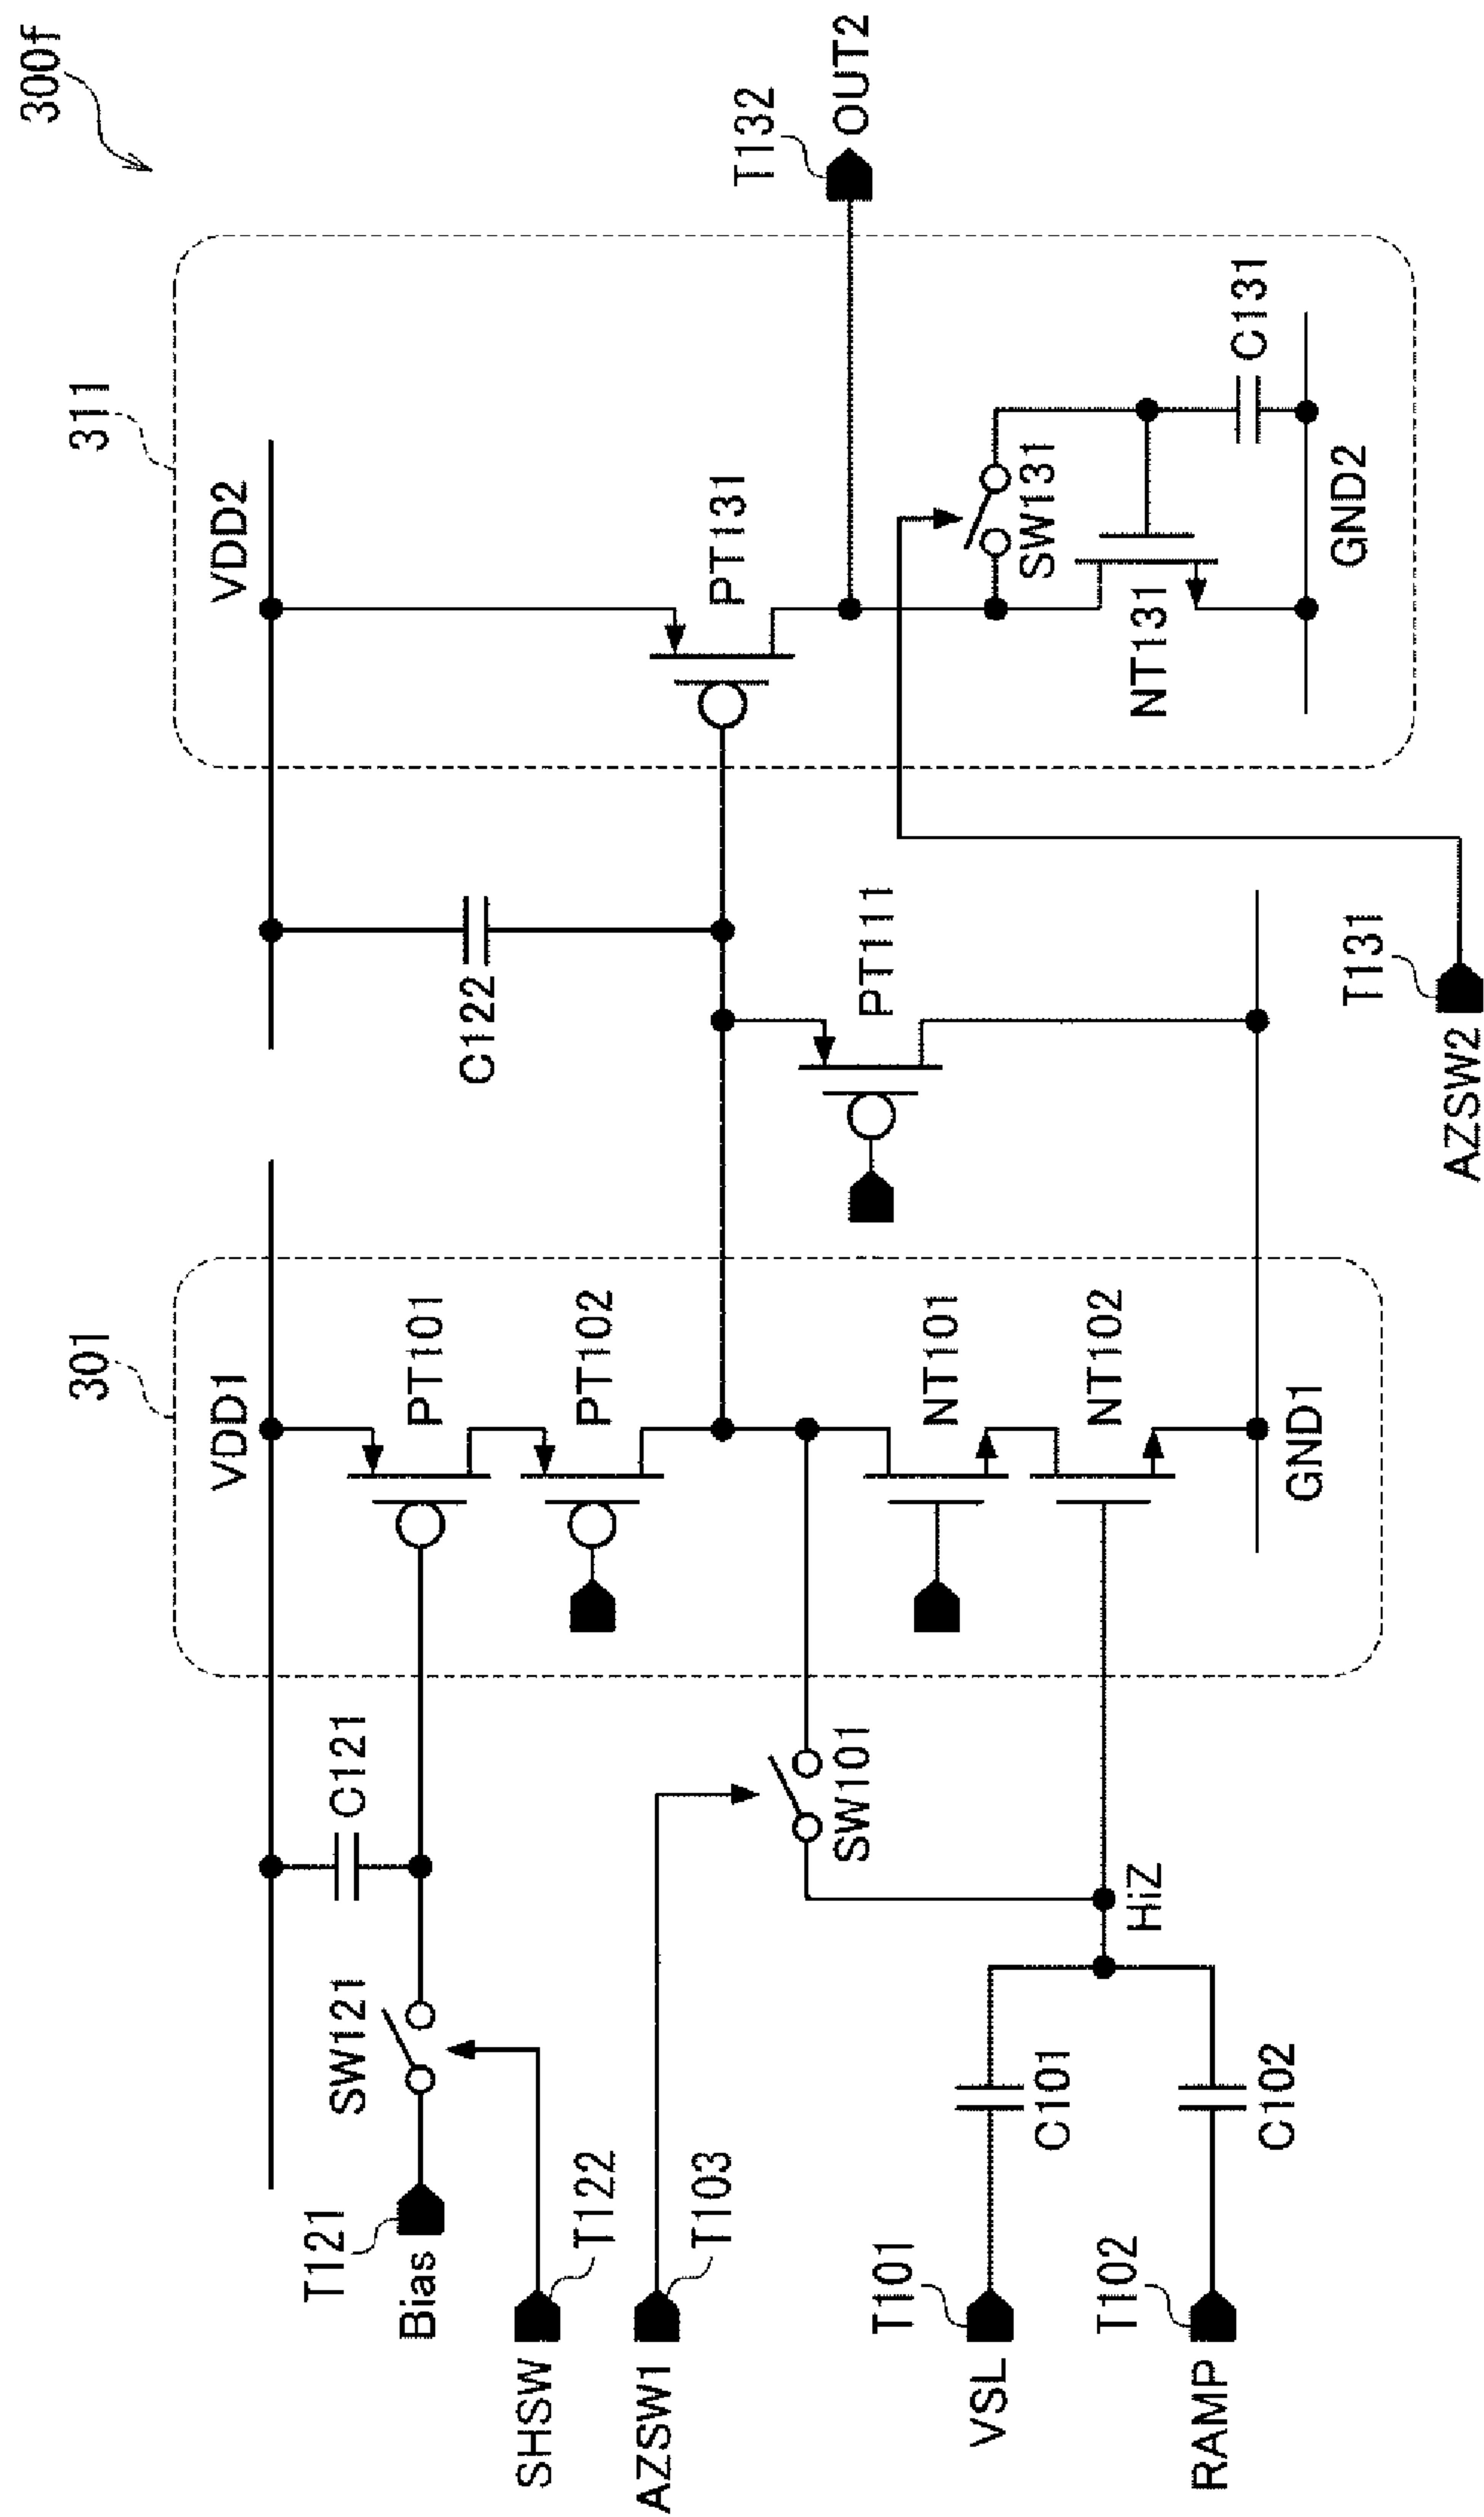 300f
301
311
VDD1
VDD2
T121
Bias
SW121
C121
PT101
PT102
C122
PT131
T132
OUT2
SHSW
T122
AZSW1
T103
SW101
NT101
NT102
PT111
SW131
C131
NT131
GND2
T101
VSL
C101
HiZ
T102
RAMP
C102
GND1
T131
AZSW2